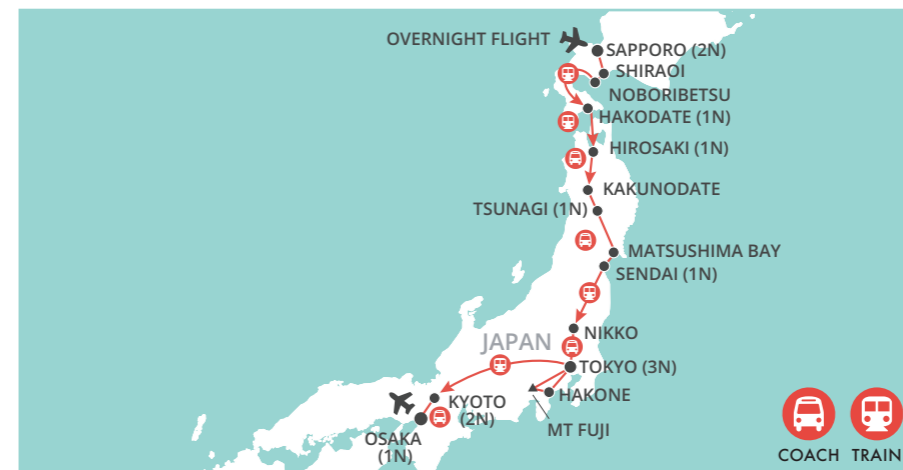 OVERNIGHT FLIGHT
SAPPORO (2N)
SHIRAOI
NOBORIBETSU
HAKODATE (1N)
HIROSAKI (1N)
KAKUNODATE
TSUNAGI (1N)
MATSUSHIMA BAY
SENDAI (1N)
NIKKO
JAPAN
TOKYO (3N)
HAKONE
KYOTO
(2N)
MT FUJI
OSAKA
(1N)
COACH
TRAIN